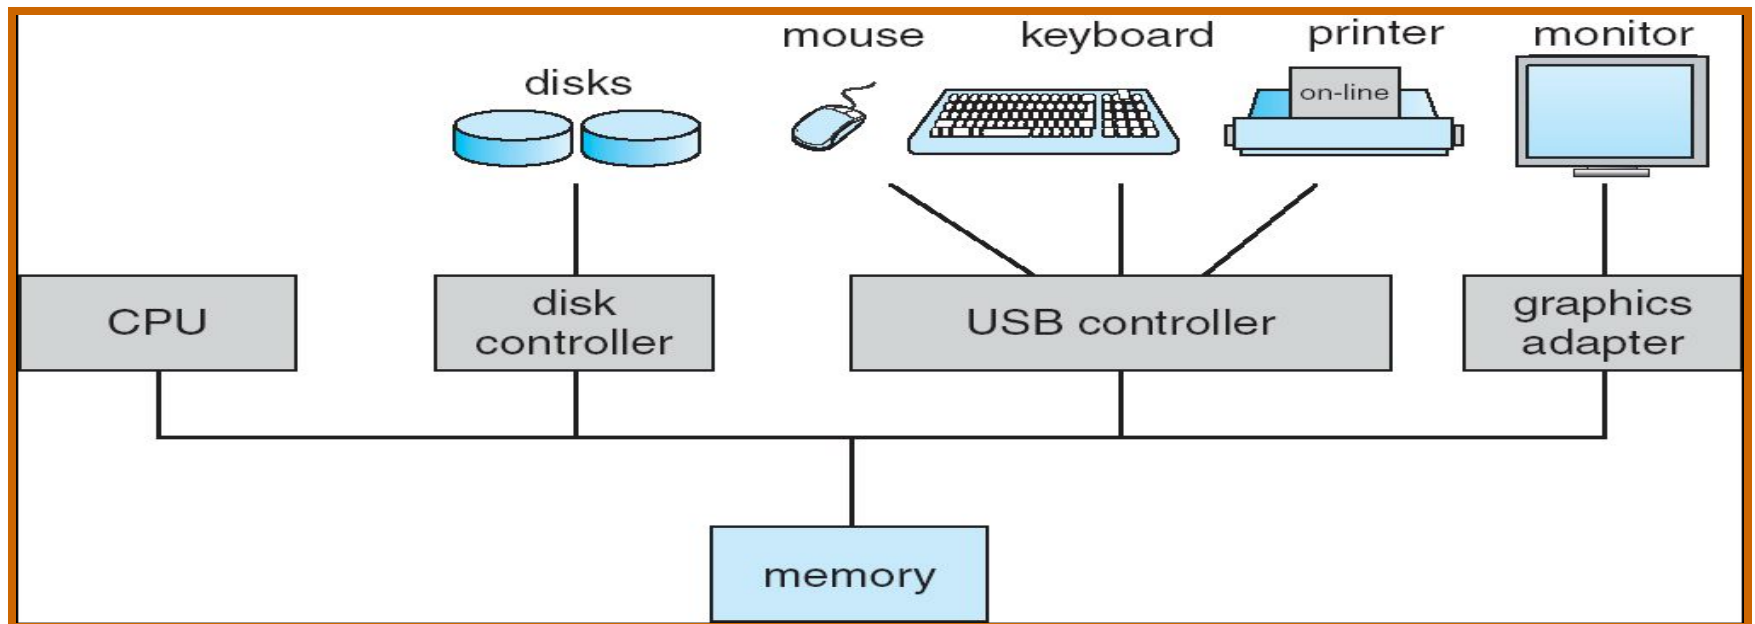 mouse
keyboard
printer
monitor
disks
on-line
CPU
disk
controller
USB controller
graphics
adapter
memory